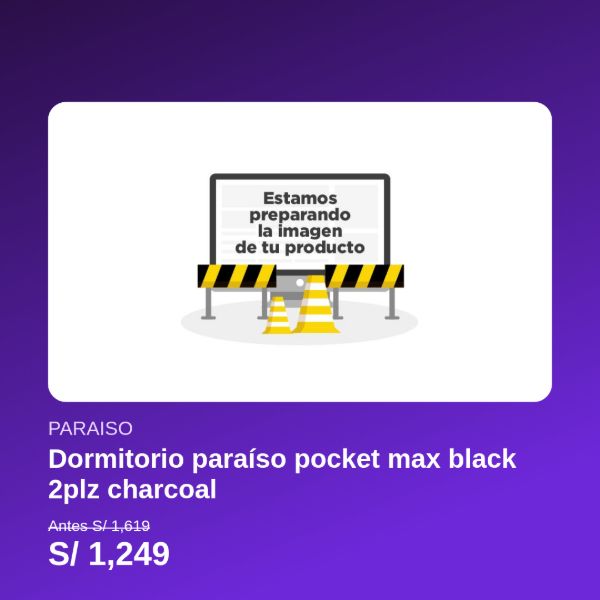 Estamos
preparando
la imagen
de tu producto
PARAISO
Dormitorio paraíso pocket max black
2plz charcoal
Antes S/ 1,619
S/ 1,249